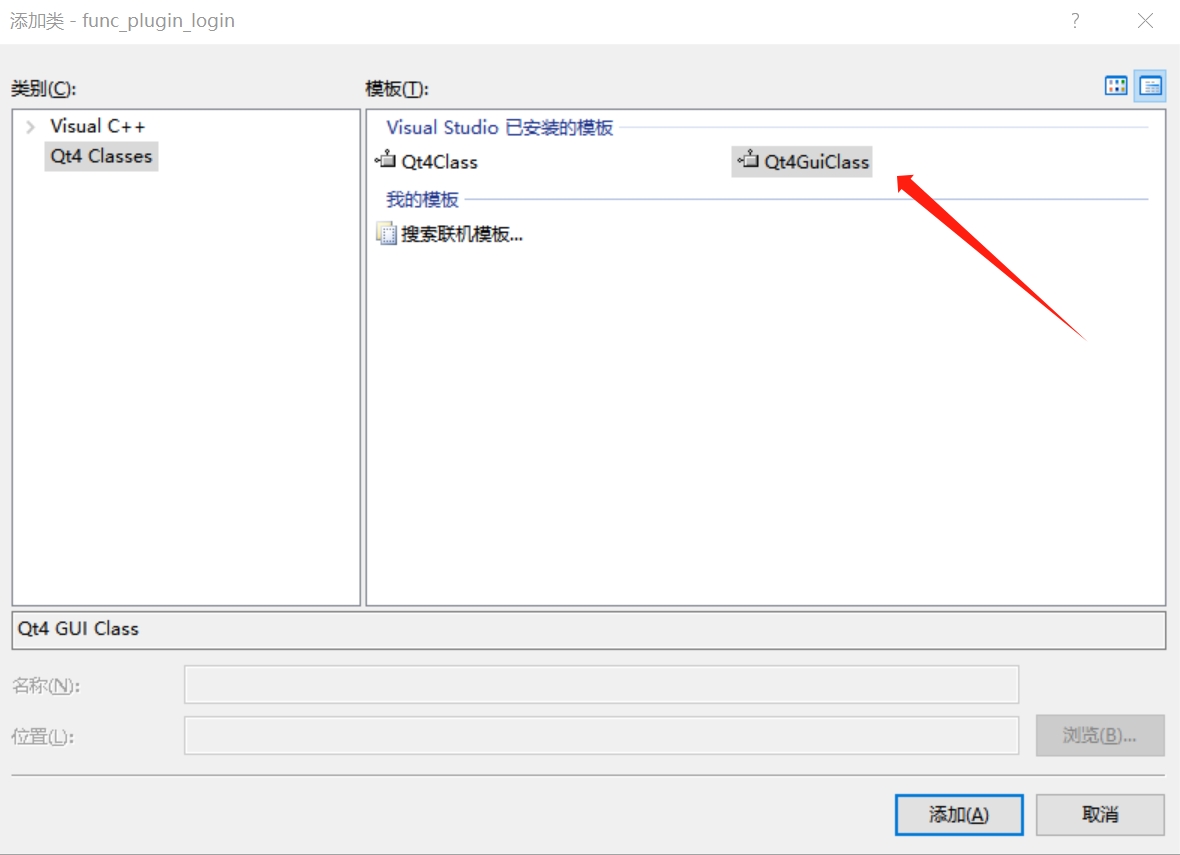 添加类 - func_plugin_login
?
类别(C):
模板(T):
Visual C++
Qt4 Classes
Visual Studio 已安装的模板
Qt4Class
Qt4GuiClass
我的模板
搜索联机模板...
Qt4 GUI Class
名称(N):
位置(L):
浏览(B)...
添加(A)
取消